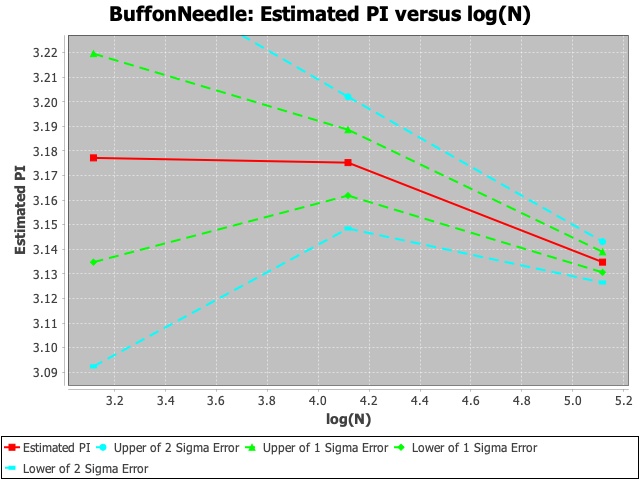 BuffonNeedle: Estimated PI versus log(N)
3.22
3.21
3.20
3.19
3.18
3.17
3.16
3.15
3.14
3.13
3.12
3.11
3.10
3.09
Estimated PI
3.2 3.4 3.6 3.8 4.0 4.2 4.4 4.6 4.8 5.0 5.2
log(N)
Estimated PI Upper of 2 Sigma Error Upper of 1 Sigma Error Lower of 1 Sigma Error
Lower of 2 Sigma Error